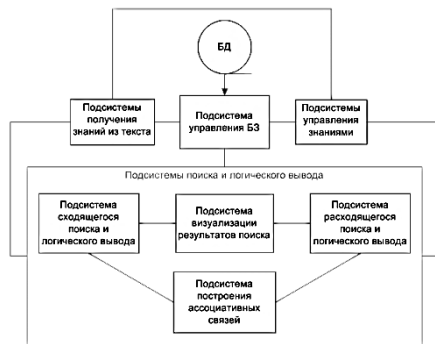 БД
Подсистемы
получения
знаний из текста
Подсистема
управления БЗ
Подсистемы
управления
знаниями
Подсистемы поиска и логического вывода
Подсистема
сходящегося
поиска и
логического вывода
Подсистема
визуализации
результатов поиска
Подсистема
расходящегося
поиска и
логического вывода
Подсистема
построения
ассоциативных
связей